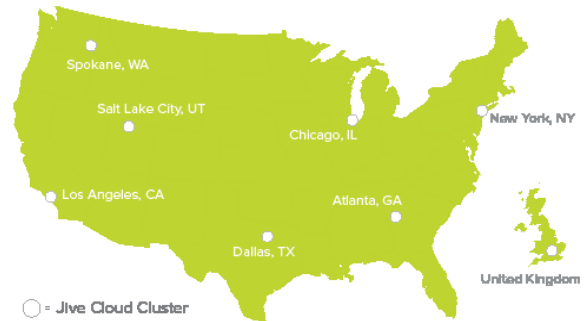 Spokane, WA
Salt Lake City, UT
Chicago, IL
New York, NY
Los Angeles, CA
Atlanta, GA
Dallas, TX
United Kingdom
= Jive Cloud Cluster